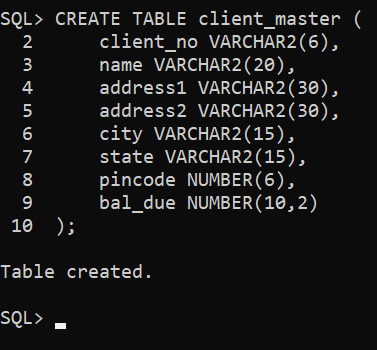 SQL> CREATE TABLE client_master (
  2      client_no VARCHAR2(6),
  3      name VARCHAR2(20),
  4      address1 VARCHAR2(30),
  5      address2 VARCHAR2(30),
  6      city VARCHAR2(15),
  7      state VARCHAR2(15),
  8      pincode NUMBER(6),
  9      bal_due NUMBER(10,2)
 10  );
Table created.
SQL>